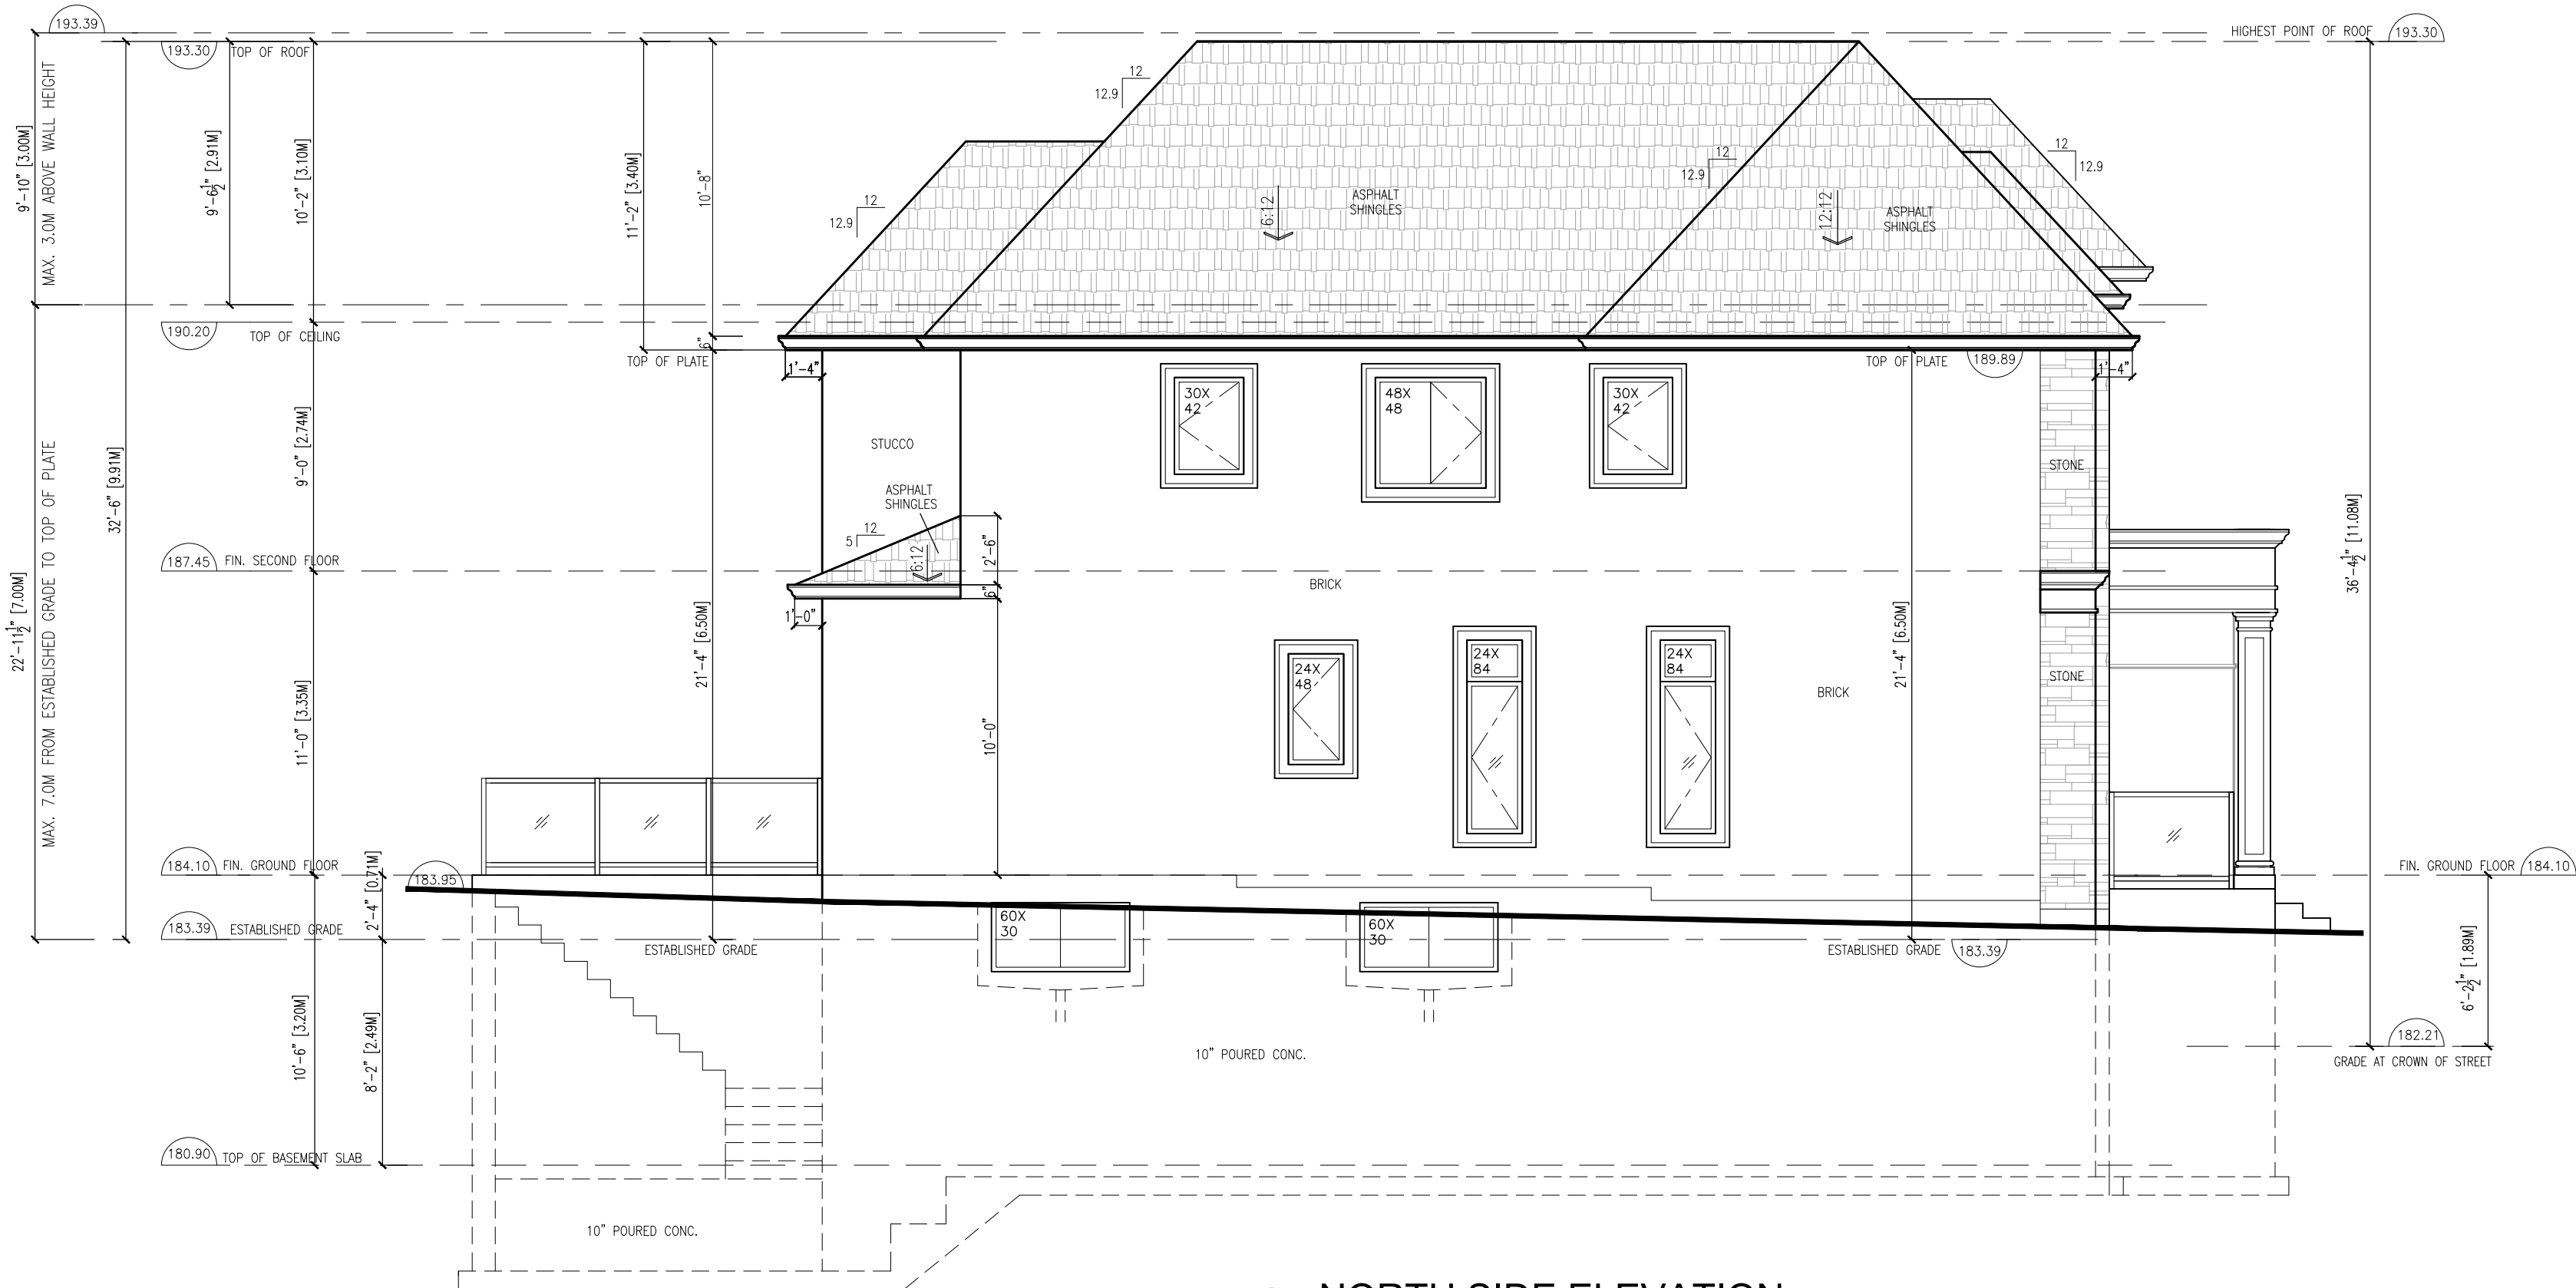 193.39
193.30
TOP OF ROOF
HIGHEST POINT OF ROOF
193.30
MAX. 3.0M ABOVE WALL HEIGHT
9'-10" [3.00M]
9'-6 1/2" [2.91M]
10'-2" [3.10M]
11'-2" [3.40M]
10'-8"
12
12.9
12
12.9
12
12.9
12
12.9
ASPHALT
SHINGLES
6:12
12:12
ASPHALT
SHINGLES
190.20
TOP OF CEILING
6"
TOP OF PLATE
TOP OF PLATE
189.89
1'-4"
1'-4"
30X
42
48X
48
30X
42
MAX. 7.0M FROM ESTABLISHED GRADE TO TOP OF PLATE
22'-11 1/2" [7.00M]
32'-6" [9.91M]
9'-0" [2.74M]
STUCCO
STONE
ASPHALT
SHINGLES
12
5
6:12
2'-6"
6"
36'-4 1/2" [11.08M]
187.45
FIN. SECOND FLOOR
BRICK
1'-0"
21'-4" [6.50M]
21'-4" [6.50M]
24X
48
24X
84
24X
84
STONE
BRICK
11'-0" [3.35M]
10'-0"
184.10
FIN. GROUND FLOOR
FIN. GROUND FLOOR
184.10
183.95
2'-4" [0.71M]
183.39
ESTABLISHED GRADE
ESTABLISHED GRADE
60X
30
60X
30
ESTABLISHED GRADE
183.39
6'-2 1/2" [1.89M]
10'-6" [3.20M]
8'-2" [2.49M]
182.21
GRADE AT CROWN OF STREET
10" POURED CONC.
180.90
TOP OF BASEMENT SLAB
10" POURED CONC.
NORTH SIDE ELEVATION